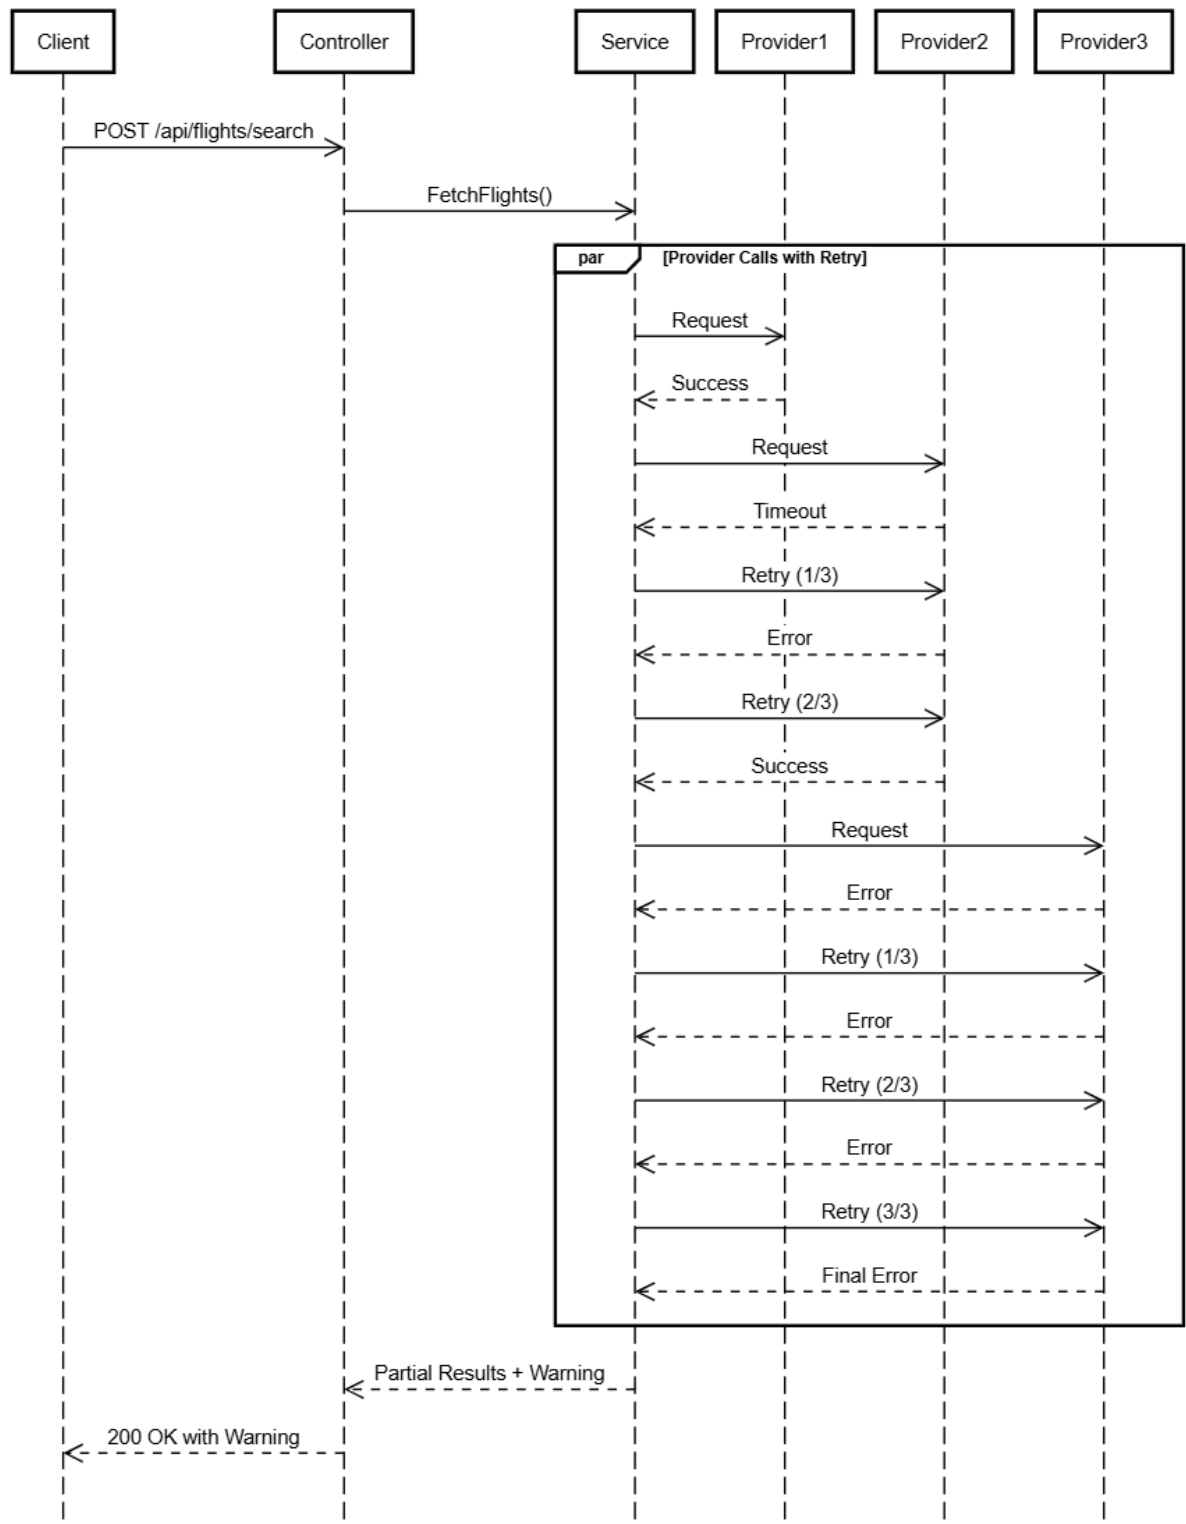 Client
Controller
Service
Provider1
Provider2
Provider3
POST /api/flights/search
FetchFlights()
par
[Provider Calls with Retry]
Request
Success
Request
Timeout
Retry (1/3)
Error
Retry (2/3)
Success
Request
Error
Retry (1/3)
Error
Retry (2/3)
Error
Retry (3/3)
Final Error
Partial Results + Warning
200 OK with Warning